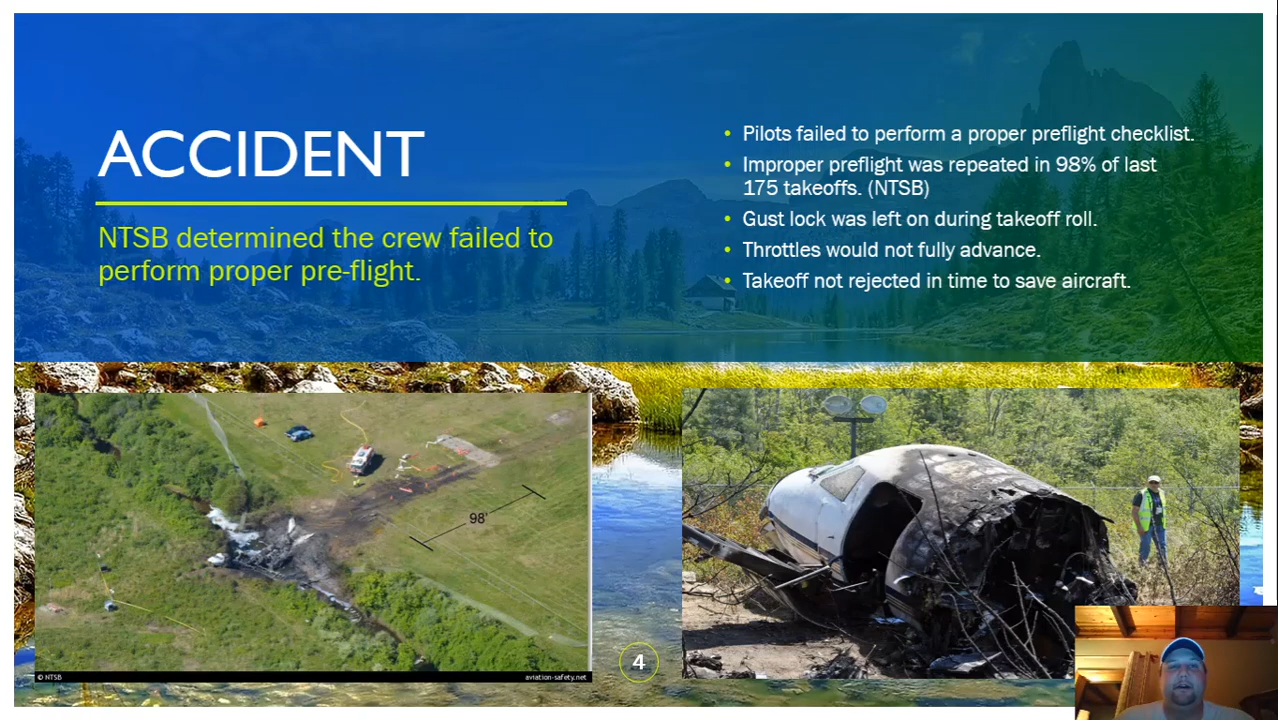 ACCIDENT
NTSB determined the crew failed to
perform proper pre-flight.
• Pilots failed to perform a proper preflight checklist.
• Improper preflight was repeated in 98% of last
175 takeoffs. (NTSB)
• Gust lock was left on during takeoff roll.
• Throttles would not fully advance.
• Takeoff not rejected in time to save aircraft.
98'
© NTSB
aviation-safety.net
4